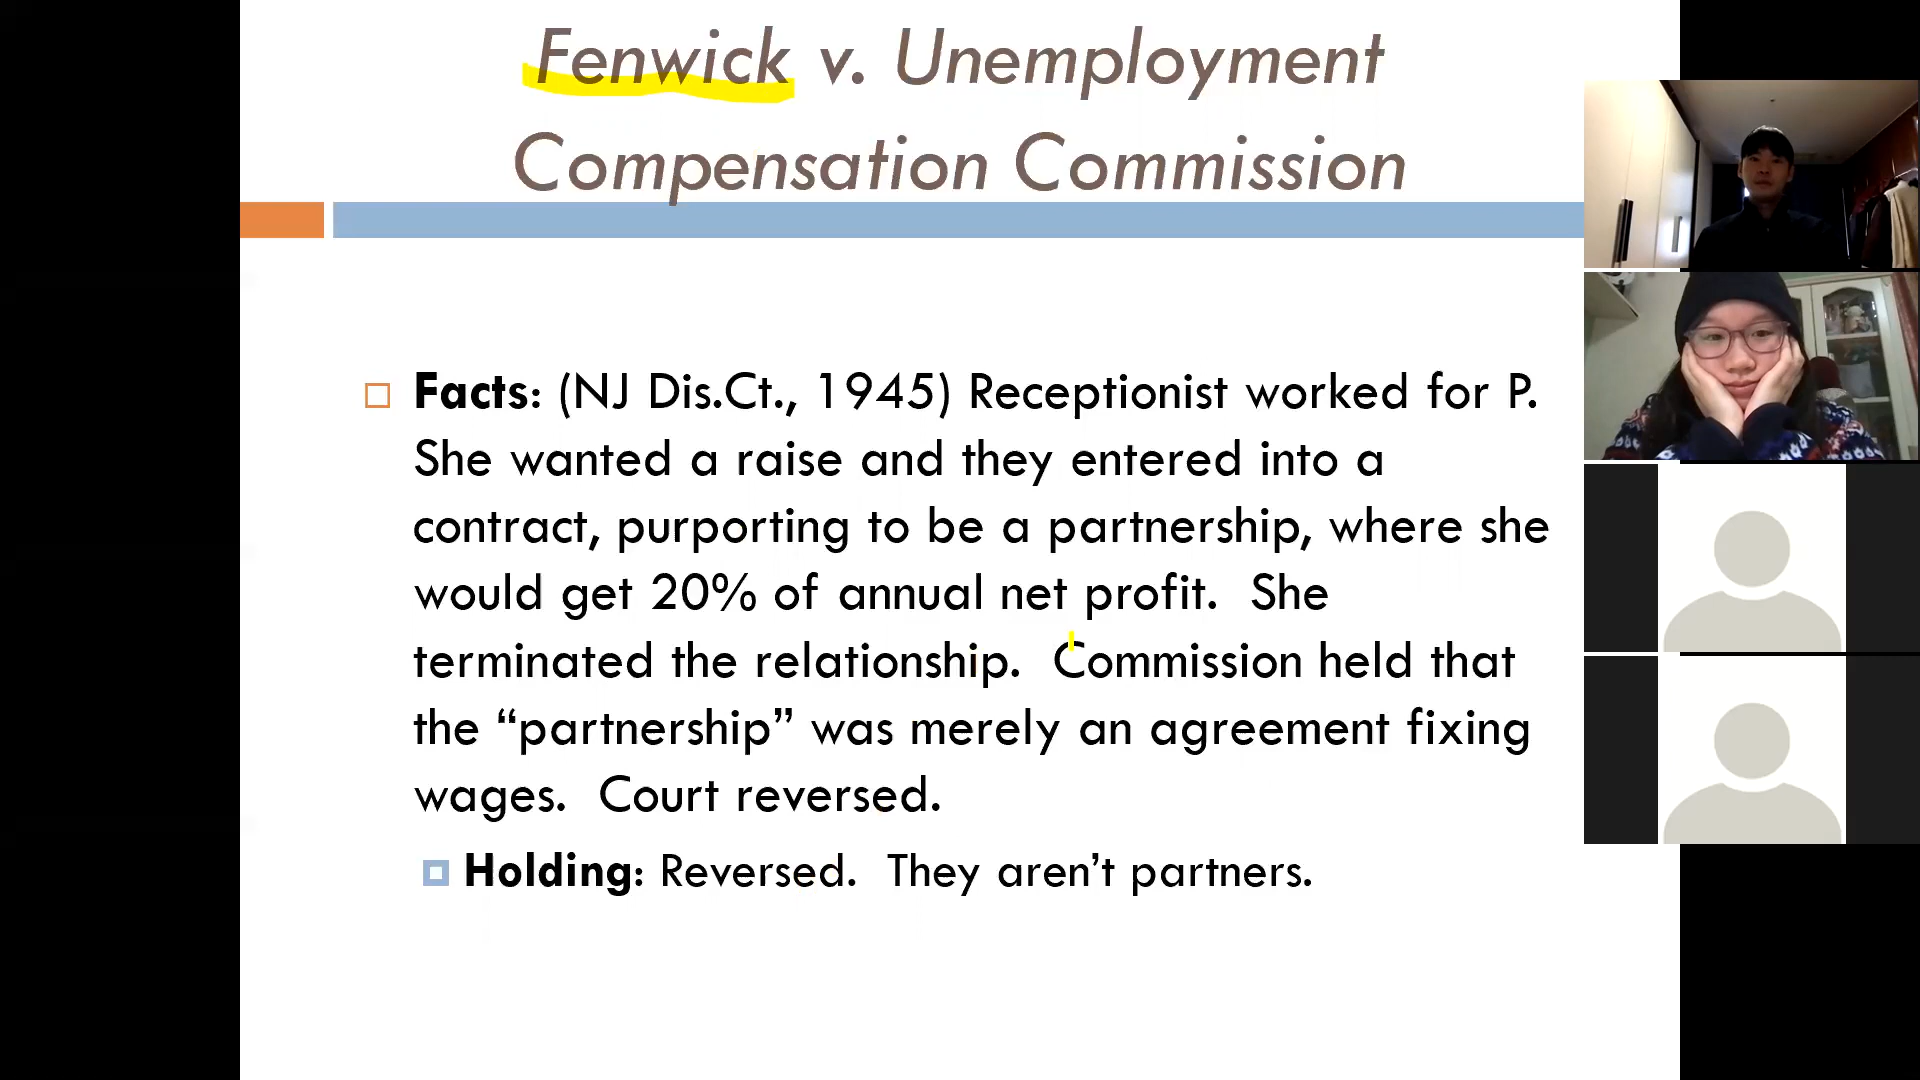 Fenwick v. Unemployment
Compensation Commission
Facts: (NJ Dis.Ct., 1945) Receptionist worked for P.
She wanted a raise and they entered into a
contract, purporting to be a partnership, where she
would get 20% of annual net profit.  She
terminated the relationship.  Commission held that
the “partnership” was merely an agreement fixing
wages.  Court reversed.
Holding: Reversed.  They aren’t partners.